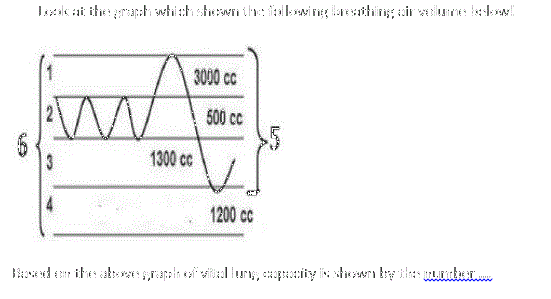 Look at the graph which shown the following breathing air volume below!
1
3000 cc
2
500 cc
6
5
3
1300 cc
4
1200 cc
Based on the above graph of vital lung capacity is shown by the number ....